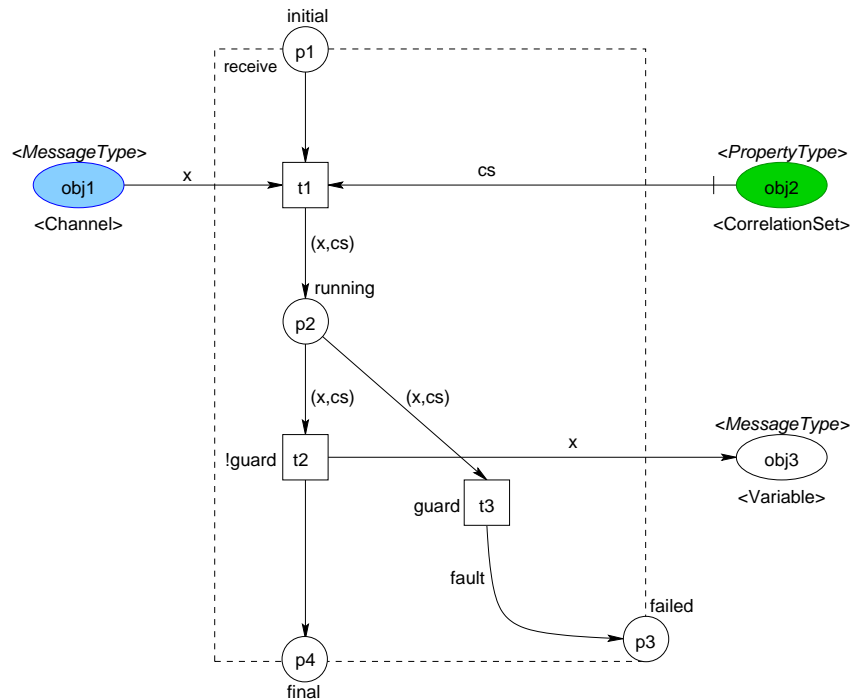 initial
p1
receive
<MessageType>
<PropertyType>
x
cs
obj1
t1
obj2
<Channel>
<CorrelationSet>
(x,cs)
running
p2
(x,cs)
(x,cs)
<MessageType>
x
!guard
t2
obj3
guard
t3
<Variable>
fault
failed
p3
p4
final